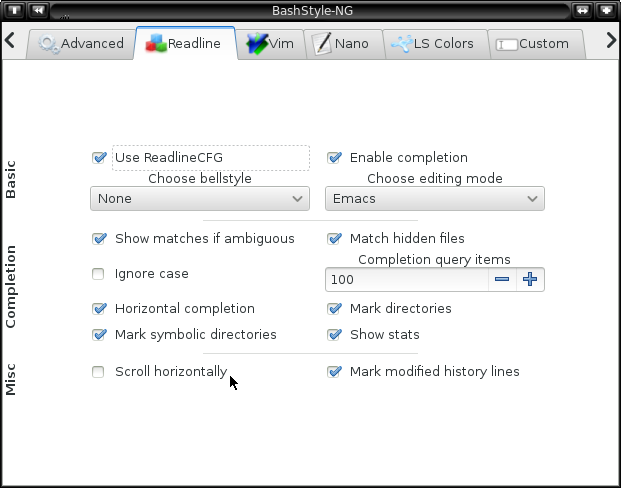 BashStyle-NG
Advanced Readline Vim Nano LS Colors Custom
Basic
Use ReadlineCFG Enable completion
Choose bellstyle Choose editing mode
None Emacs
Completion
Show matches if ambiguous Match hidden files
Completion query items
Ignore case 100
Horizontal completion Mark directories
Mark symbolic directories Show stats
Misc
Scroll horizontally Mark modified history lines